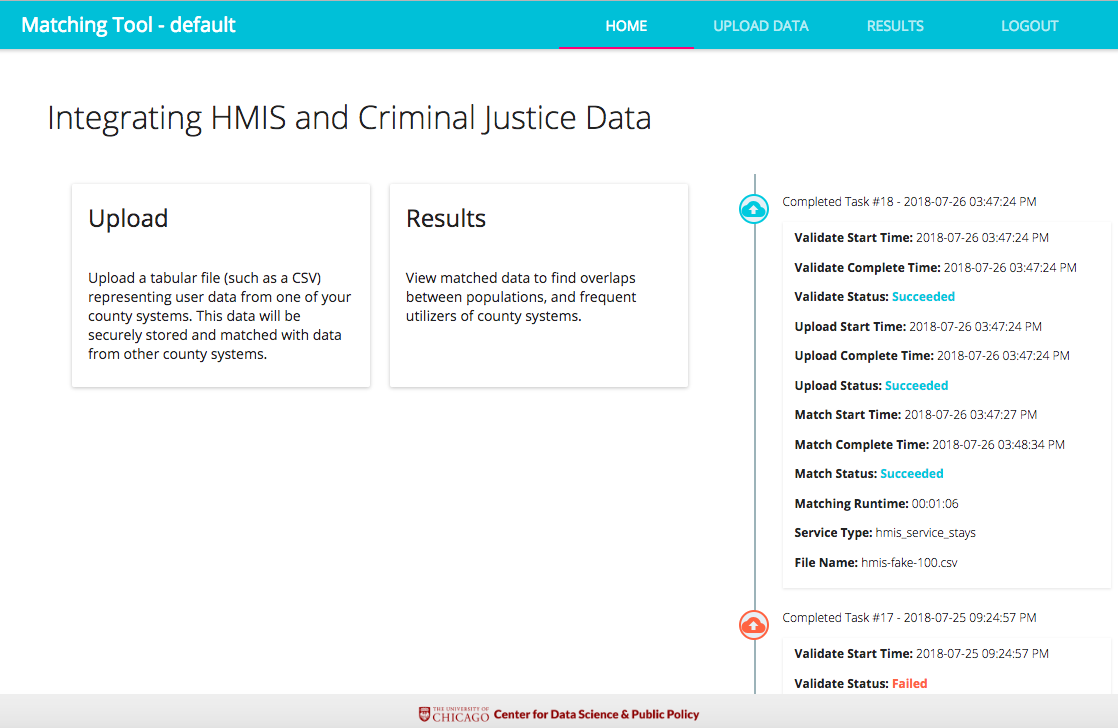 Matching Tool - default
HOME
UPLOAD DATA
RESULTS
LOGOUT
Integrating HMIS and Criminal Justice Data
Upload
Upload a tabular file (such as a CSV)
representing user data from one of your
county systems. This data will be
securely stored and matched with data
from other county systems.
Results
View matched data to find overlaps
between populations, and frequent
utilizers of county systems.
Completed Task #18 - 2018-07-26 03:47:24 PM
Validate Start Time: 2018-07-26 03:47:24 PM
Validate Complete Time: 2018-07-26 03:47:24 PM
Validate Status: Succeeded
Upload Start Time: 2018-07-26 03:47:24 PM
Upload Complete Time: 2018-07-26 03:47:24 PM
Upload Status: Succeeded
Match Start Time: 2018-07-26 03:47:27 PM
Match Complete Time: 2018-07-26 03:48:34 PM
Match Status: Succeeded
Matching Runtime: 00:01:06
Service Type: hmis_service_stays
File Name: hmis-fake-100.csv
Completed Task #17 - 2018-07-25 09:24:57 PM
Validate Start Time: 2018-07-25 09:24:57 PM
Validate Status: Failed
THE UNIVERSITY OF
CHICAGO Center for Data Science & Public Policy